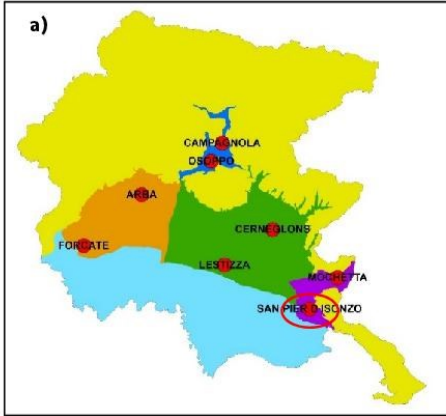 a)
CAMPAGNOLA
OSOPPO
ARBA
CERNEGLONS
FORCATE
LESTIZZA
MOCHETTA
SAN PIER D ISONZO